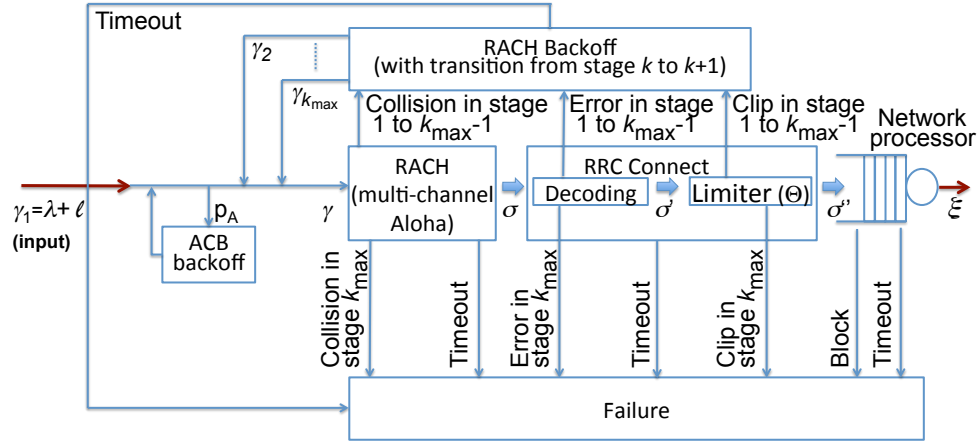 Timeout
RACH Backoff
(with transition from stage k to k+1)
γ2
γkmax
Collision in stage
1 to kmax-1
Error in stage
1 to kmax-1
Clip in stage
1 to kmax-1
Network
processor
RACH
(multi-channel
Aloha)
RRC Connect
Decoding
Limiter (Θ)
γ1=λ+ ℓ
(input)
pA
ACB
backoff
γ
σ
σ'
σ''
ξ
Collision in
stage kmax
Timeout
Error in
stage kmax
Timeout
Clip in
stage kmax
Block
Timeout
Failure